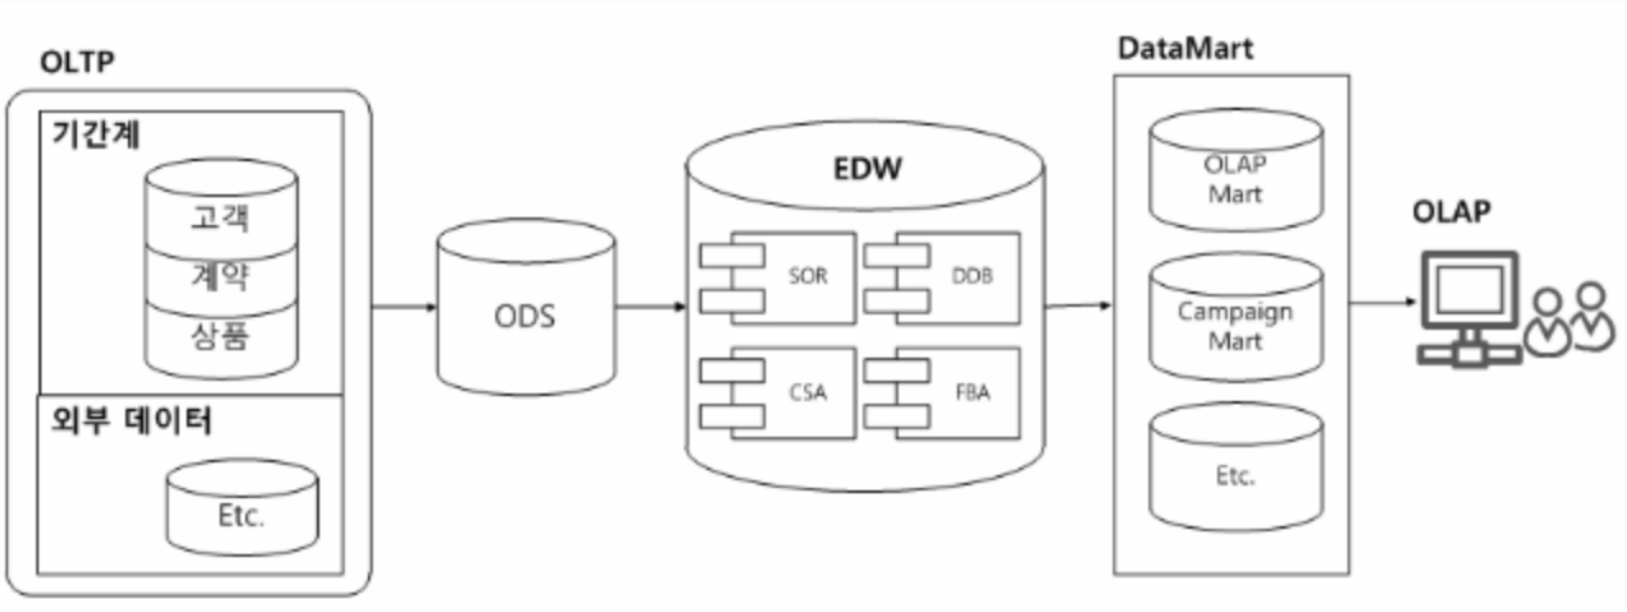 OLTP
기간계
고객
계약
상품
외부 데이터
Etc.
ODS
EDW
SOR
DDB
CSA
FBA
DataMart
OLAP
Mart
Campaign
Mart
Etc.
OLAP